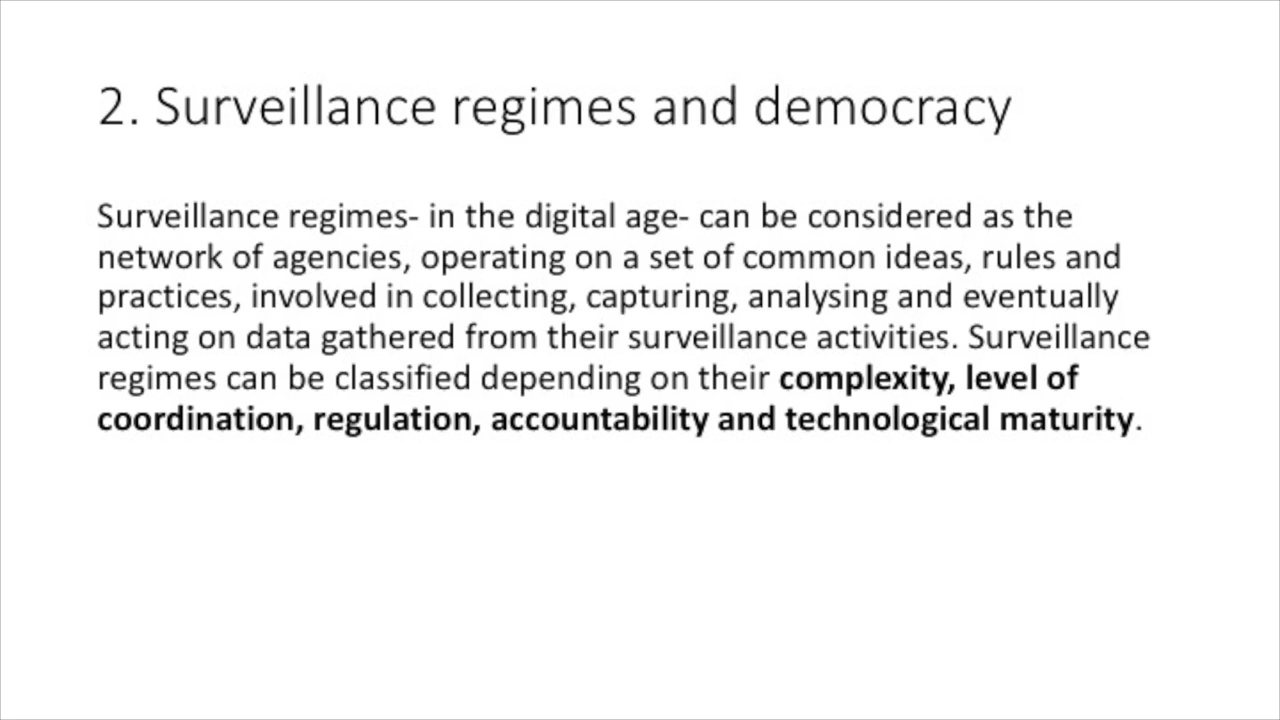 2. Surveillance regimes and democracy
Surveillance regimes- in the digital age- can be considered as the
network of agencies, operating on a set of common ideas, rules and
practices, involved in collecting, capturing, analysing and eventually
acting on data gathered from their surveillance activities. Surveillance
regimes can be classified depending on their complexity, level of
coordination, regulation, accountability and technological maturity.